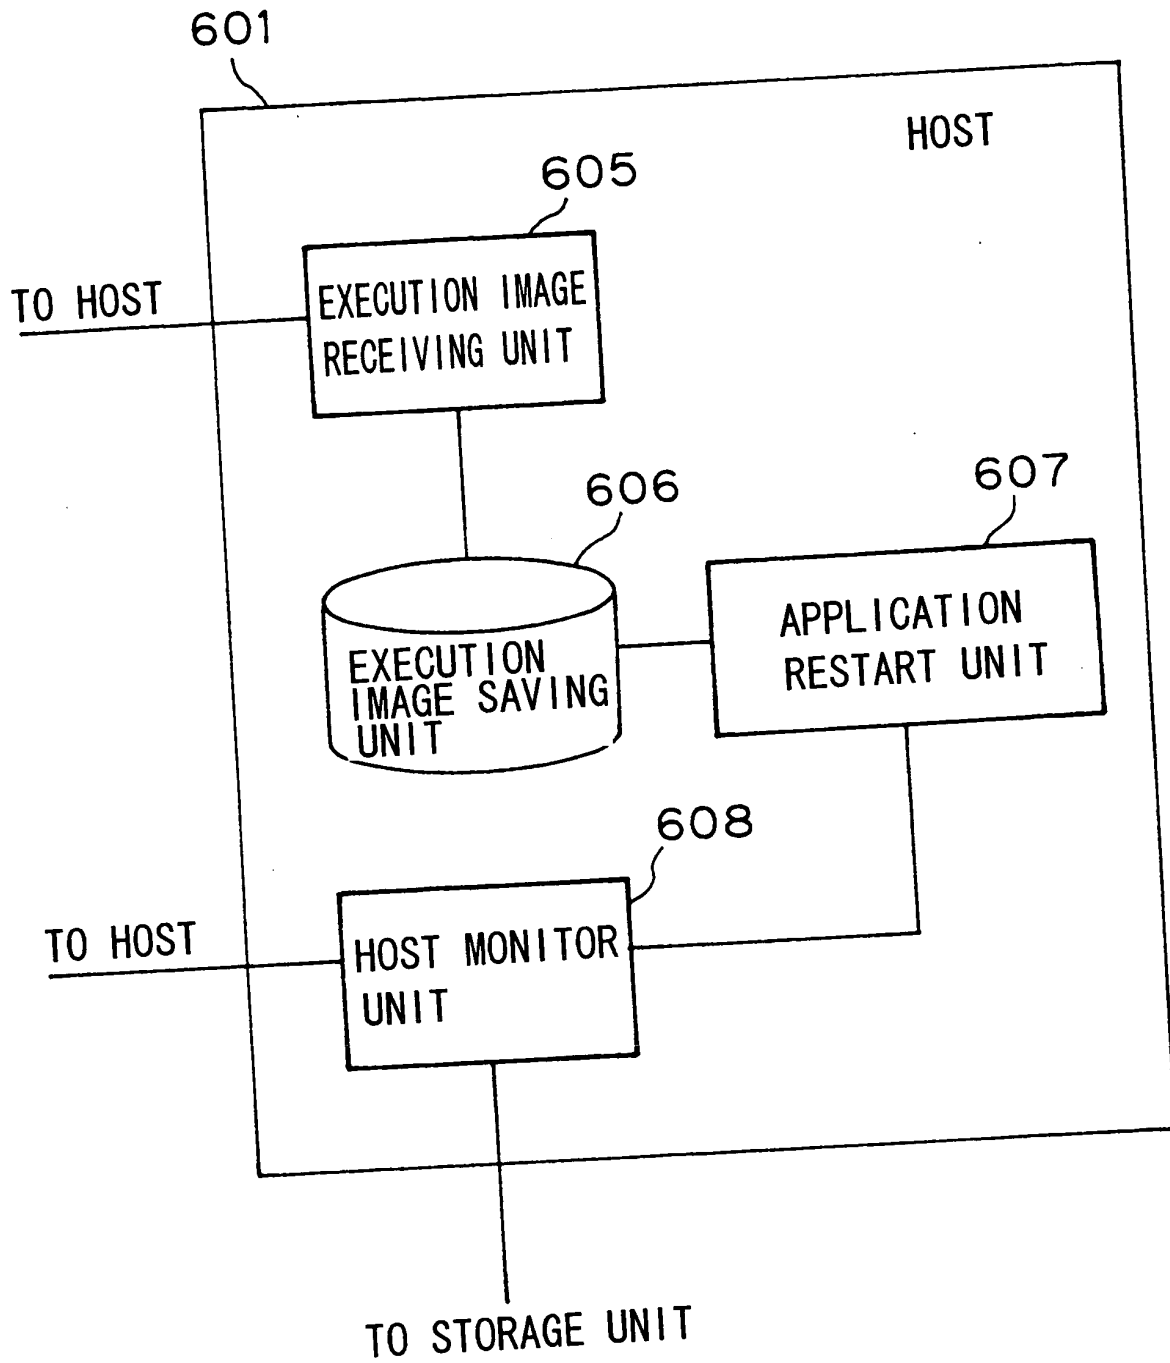 601
HOST
605
TO HOST
EXECUTION IMAGE
RECEIVING UNIT
606
607
EXECUTION
IMAGE SAVING
UNIT
APPLICATION
RESTART UNIT
608
TO HOST
HOST MONITOR
UNIT
TO STORAGE UNIT